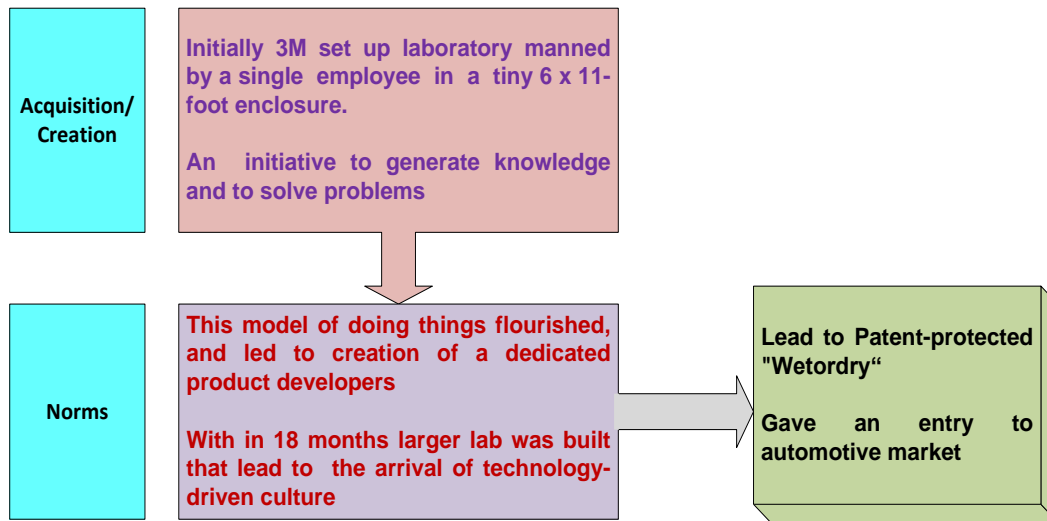 Acquisition/
Creation
Initially 3M set up laboratory manned
by a single employee in a tiny 6 x 11-
foot enclosure.
An initiative to generate knowledge
and to solve problems
Norms
This model of doing things flourished,
and led to creation of a dedicated
product developers
With in 18 months larger lab was built
that lead to the arrival of technology-
driven culture
Lead to Patent-protected
"Wetordry“
Gave an entry to
automotive market